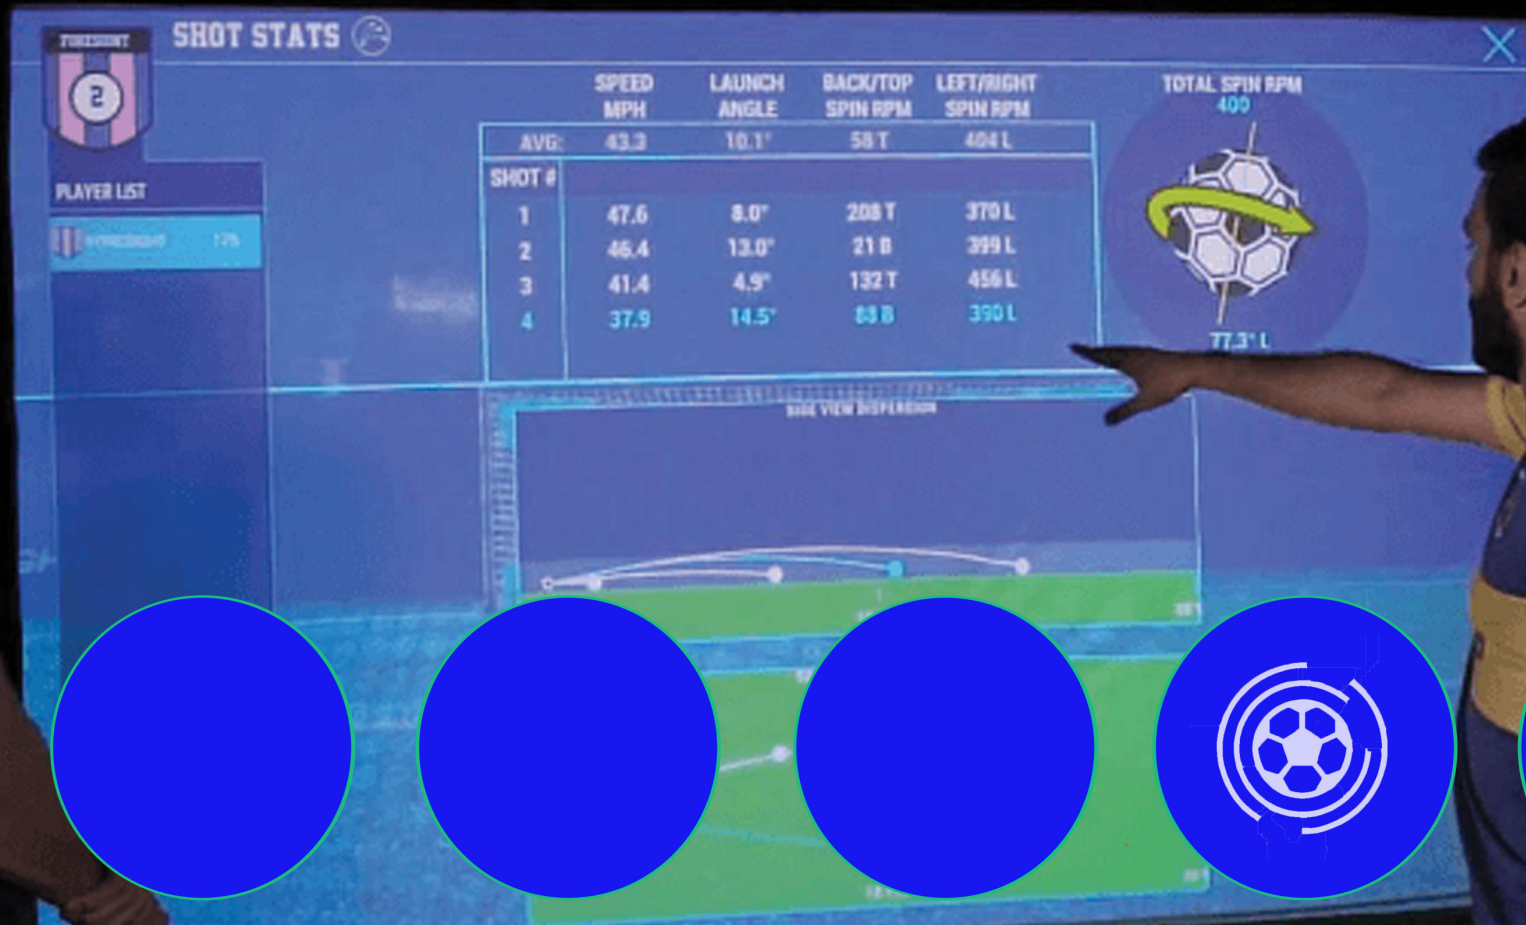 FORESIGHT
SHOT STATS
2
PLAYER LIST
SPEED MPH
LAUNCH ANGLE
BACK/TOP SPIN RPM
LEFT/RIGHT SPIN RPM
AVG: 43.3 10.1° 58 T 404 L
SHOT #
1 47.6 8.0° 208 T 370 L
2 46.4 13.0° 21 B 399 L
3 41.4 4.9° 132 T 456 L
4 37.9 14.5° 88 B 390 L
TOTAL SPIN RPM
400
77.3° L
SIDE VIEW DISPERSION